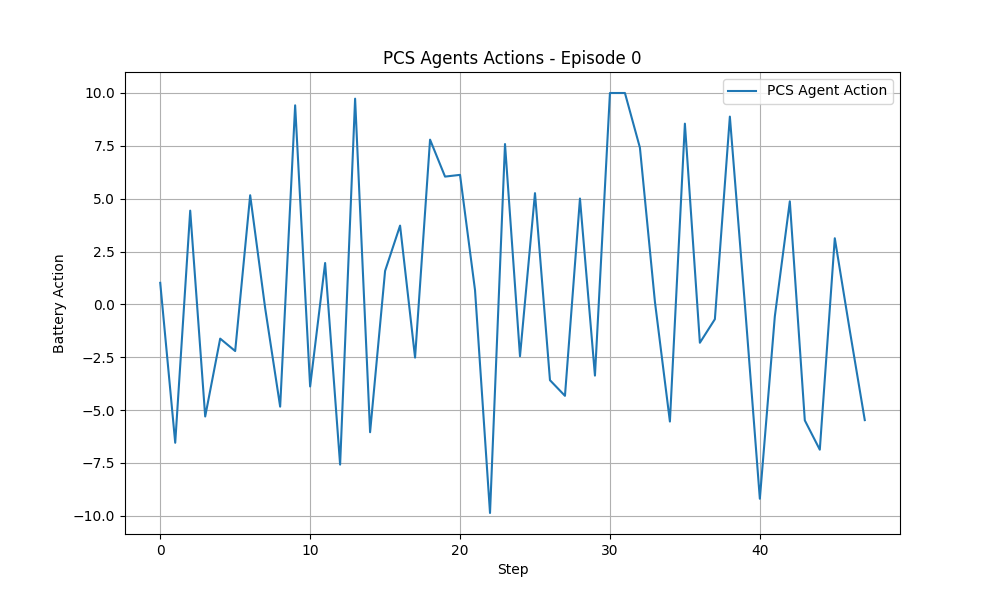 PCS Agents Actions - Episode 0
PCS Agent Action
10.0
7.5
5.0
2.5
0.0
−2.5
−5.0
−7.5
−10.0
Battery Action
0 10 20 30 40
Step